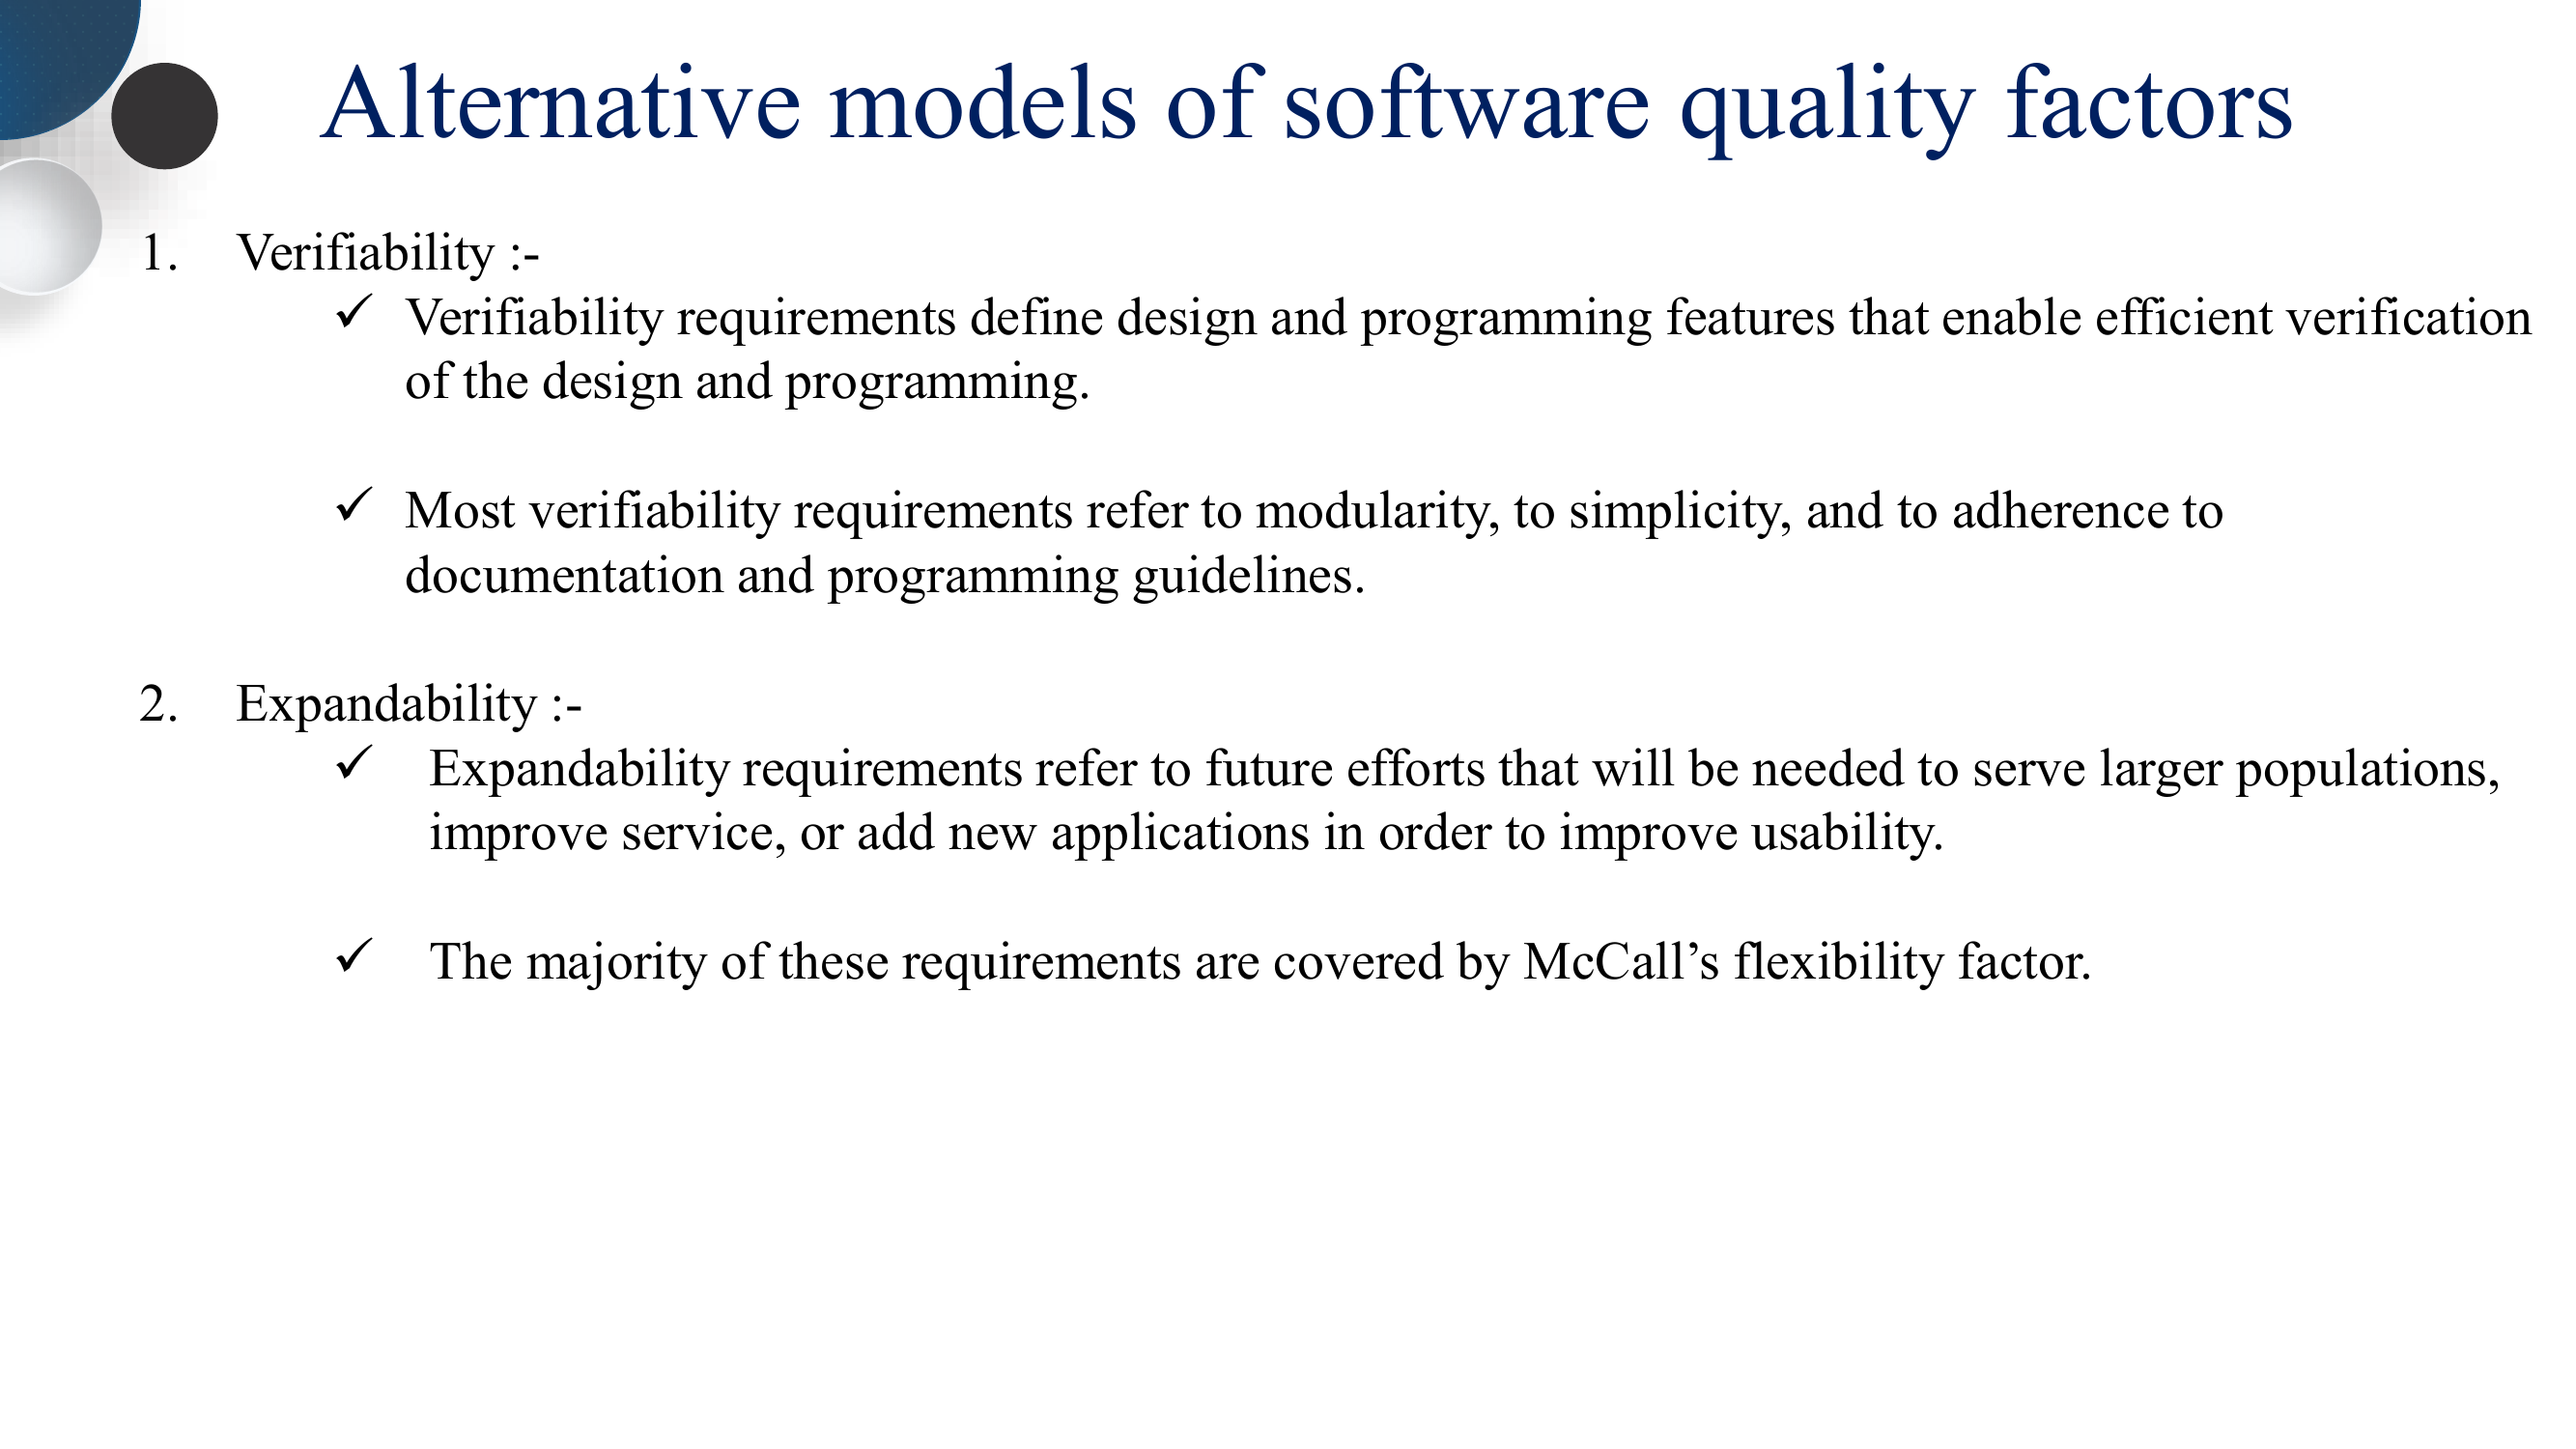 Alternative models of software quality factors
1. Verifiability :-
✓ Verifiability requirements define design and programming features that enable efficient verification
of the design and programming.
✓ Most verifiability requirements refer to modularity, to simplicity, and to adherence to
documentation and programming guidelines.
2. Expandability :-
✓ Expandability requirements refer to future efforts that will be needed to serve larger populations,
improve service, or add new applications in order to improve usability.
✓ The majority of these requirements are covered by McCall’s flexibility factor.